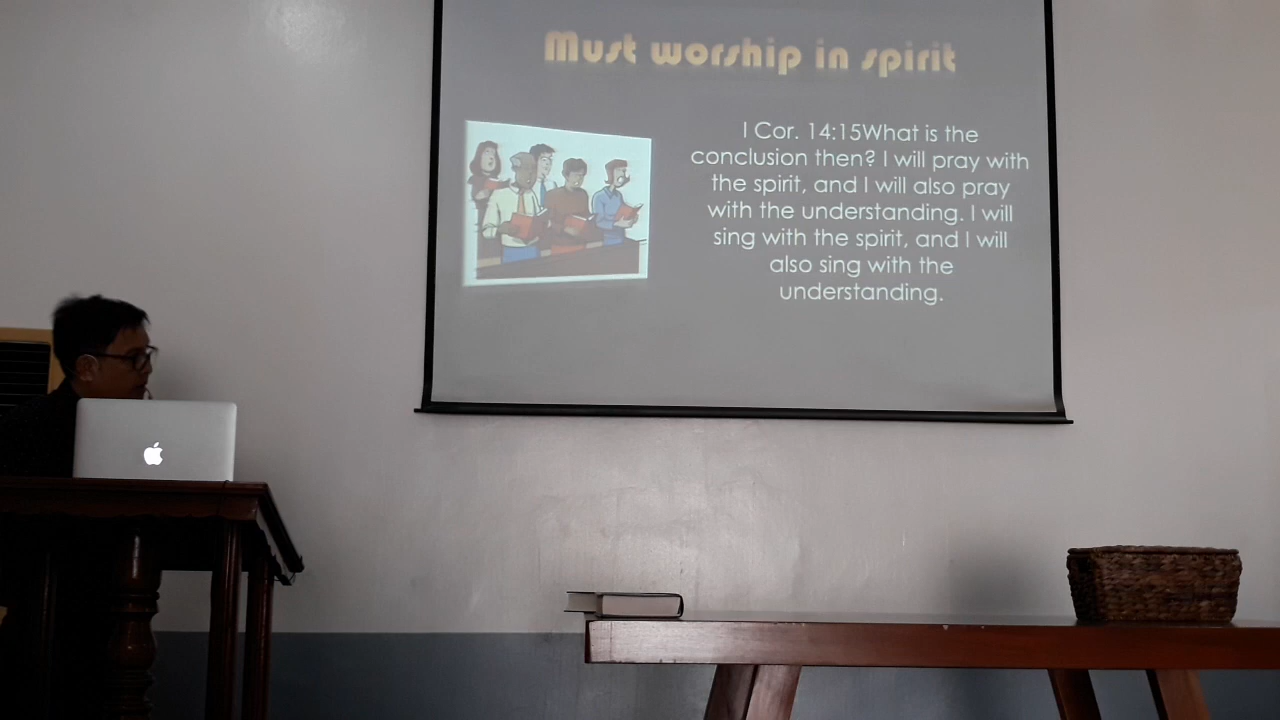 Must worship in spirit
I Cor. 14:15What is the
conclusion then? I will pray with
the spirit, and I will also pray
with the understanding. I will
sing with the spirit, and I will
also sing with the
understanding.